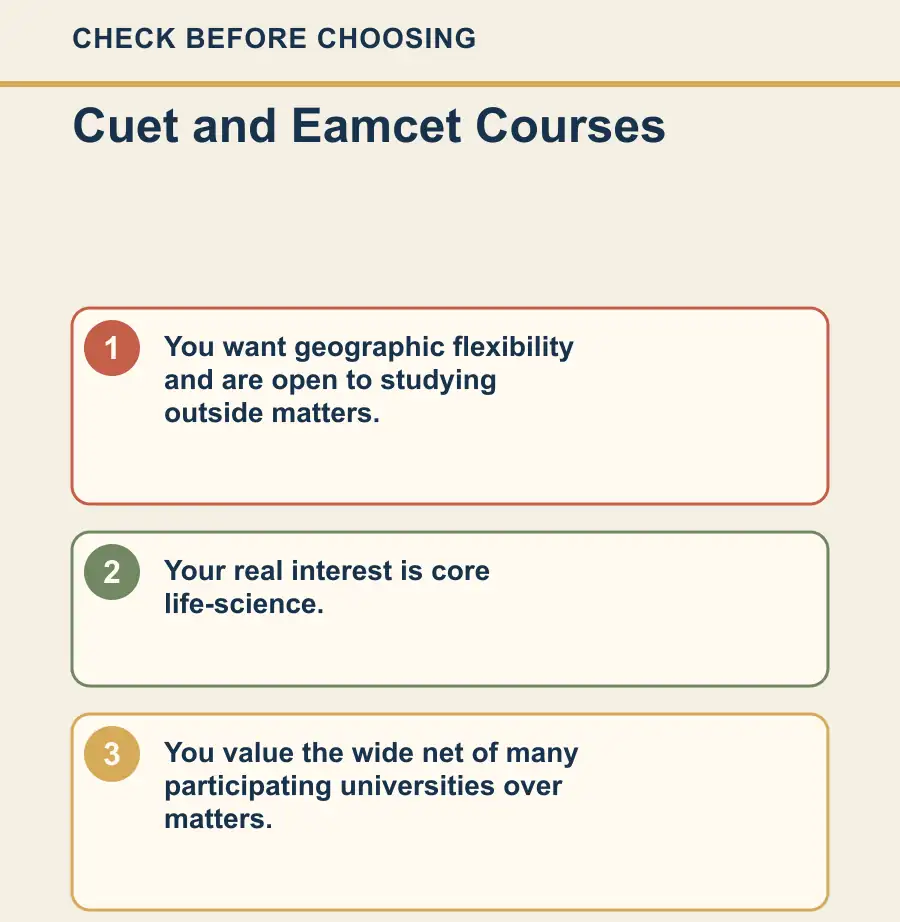 CHECK BEFORE CHOOSING
Cuet and Eamcet Courses
1
You want geographic flexibility
and are open to studying
outside matters.
2
Your real interest is core
life-science.
3
You value the wide net of many
participating universities over
matters.